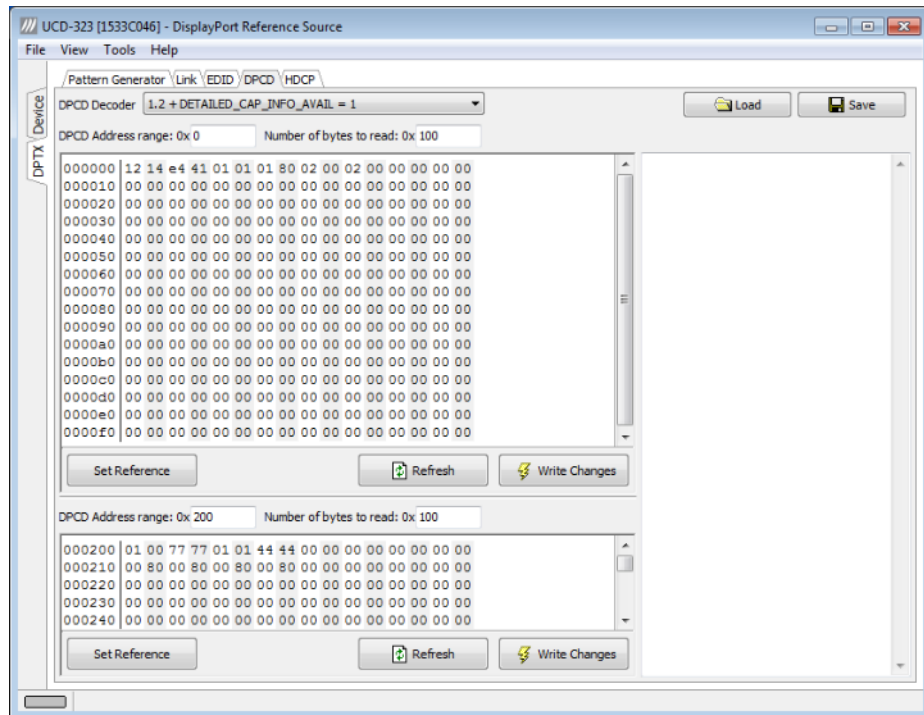 UCD-323 [1533C046] - DisplayPort Reference Source
File View Tools Help
Device
DPTX
Pattern Generator Link EDID DPCD HDCP
DPCD Decoder 1.2 + DETAILED_CAP_INFO_AVAIL = 1 Load Save
DPCD Address range: 0x 0 Number of bytes to read: 0x 100
000000 12 14 e4 41 01 01 01 80 02 00 02 00 00 00 00 00
000010 00 00 00 00 00 00 00 00 00 00 00 00 00 00 00 00
000020 00 00 00 00 00 00 00 00 00 00 00 00 00 00 00 00
000030 00 00 00 00 00 00 00 00 00 00 00 00 00 00 00 00
000040 00 00 00 00 00 00 00 00 00 00 00 00 00 00 00 00
000050 00 00 00 00 00 00 00 00 00 00 00 00 00 00 00 00
000060 00 00 00 00 00 00 00 00 00 00 00 00 00 00 00 00
000070 00 00 00 00 00 00 00 00 00 00 00 00 00 00 00 00
000080 00 00 00 00 00 00 00 00 00 00 00 00 00 00 00 00
000090 00 00 00 00 00 00 00 00 00 00 00 00 00 00 00 00
0000a0 00 00 00 00 00 00 00 00 00 00 00 00 00 00 00 00
0000b0 00 00 00 00 00 00 00 00 00 00 00 00 00 00 00 00
0000c0 00 00 00 00 00 00 00 00 00 00 00 00 00 00 00 00
0000d0 00 00 00 00 00 00 00 00 00 00 00 00 00 00 00 00
0000e0 00 00 00 00 00 00 00 00 00 00 00 00 00 00 00 00
0000f0 00 00 00 00 00 00 00 00 00 00 00 00 00 00 00 00
Set Reference Refresh Write Changes
DPCD Address range: 0x 200 Number of bytes to read: 0x 100
000200 01 00 77 77 01 01 44 44 00 00 00 00 00 00 00 00
000210 00 80 00 80 00 80 00 80 00 00 00 00 00 00 00 00
000220 00 00 00 00 00 00 00 00 00 00 00 00 00 00 00 00
000230 00 00 00 00 00 00 00 00 00 00 00 00 00 00 00 00
000240 00 00 00 00 00 00 00 00 00 00 00 00 00 00 00 00
Set Reference Refresh Write Changes